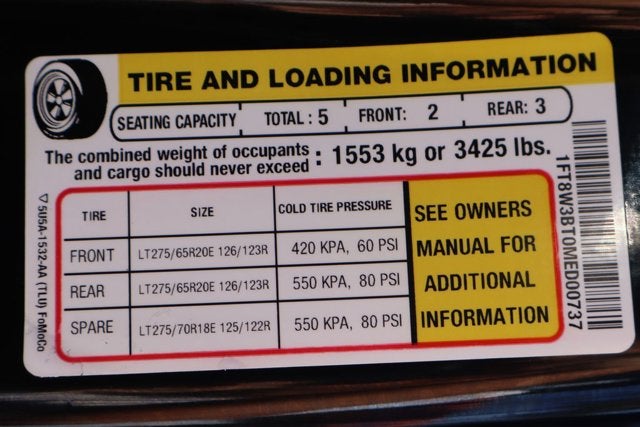 TIRE AND LOADING INFORMATION
SEATING CAPACITY TOTAL : 5 FRONT: 2 REAR: 3
The combined weight of occupants
and cargo should never exceed : 1553 kg or 3425 lbs.
TIRE SIZE COLD TIRE PRESSURE
FRONT LT275/65R20E 126/123R 420 KPA, 60 PSI
REAR LT275/65R20E 126/123R 550 KPA, 80 PSI
SPARE LT275/70R18E 125/122R 550 KPA, 80 PSI
SEE OWNERS
MANUAL FOR
ADDITIONAL
INFORMATION
1FT8W3BT0MED00737
5U5A-1532-AA (TLU) FoMoCo